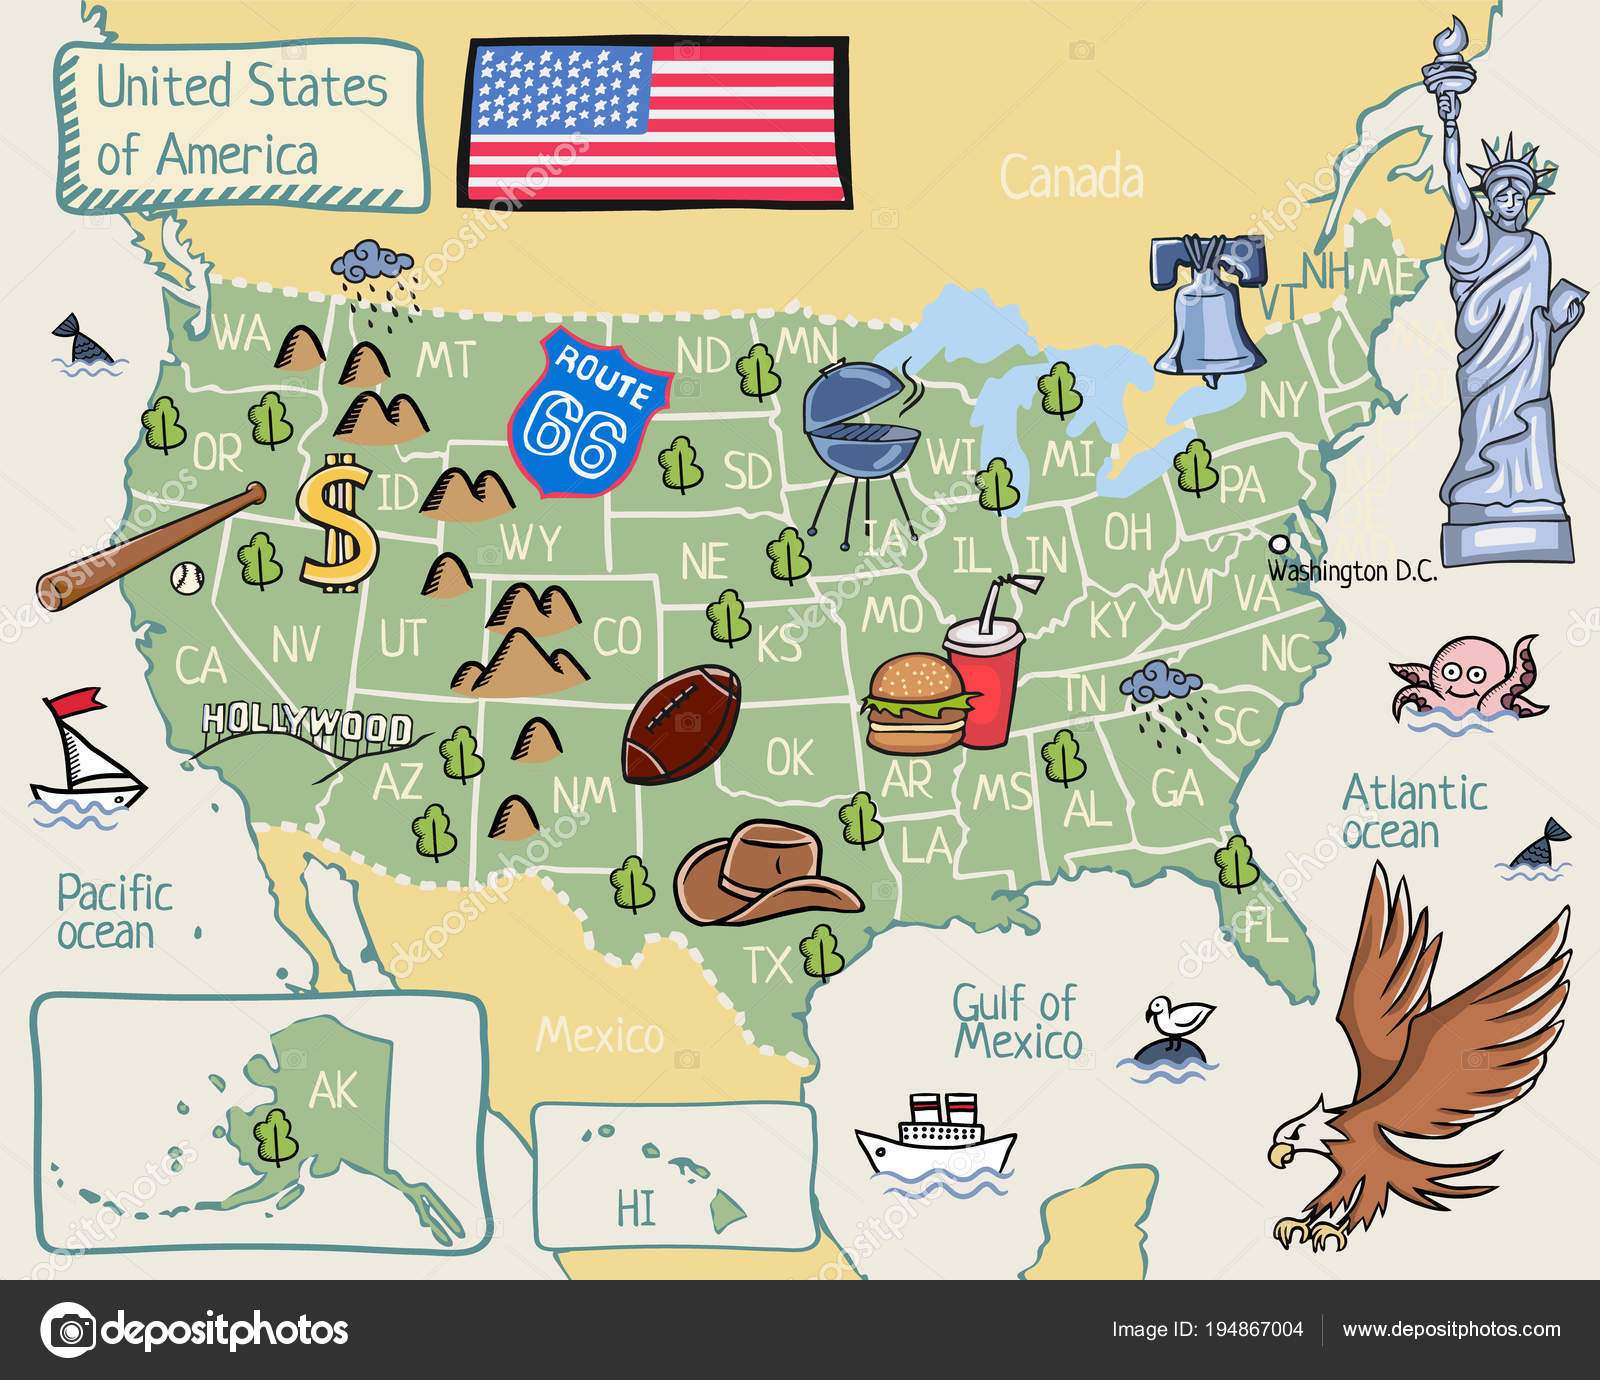 United States
of America
Canada
NH
ME
VT
WA
MT
ND
MN
ROUTE
66
NY
OR
ID
SD
WI
MI
PA
WY
NE
IA
IL
IN
OH
WV
VA
MD
Washington D.C.
CA
NV
UT
CO
KS
MO
KY
NC
TN
SC
HOLLYWOOD
AZ
NM
OK
AR
MS
AL
GA
LA
TX
FL
Atlantic
ocean
Pacific
ocean
Gulf of
Mexico
Mexico
AK
HI
depositphotos
Image ID: 194867004
www.depositphotos.com